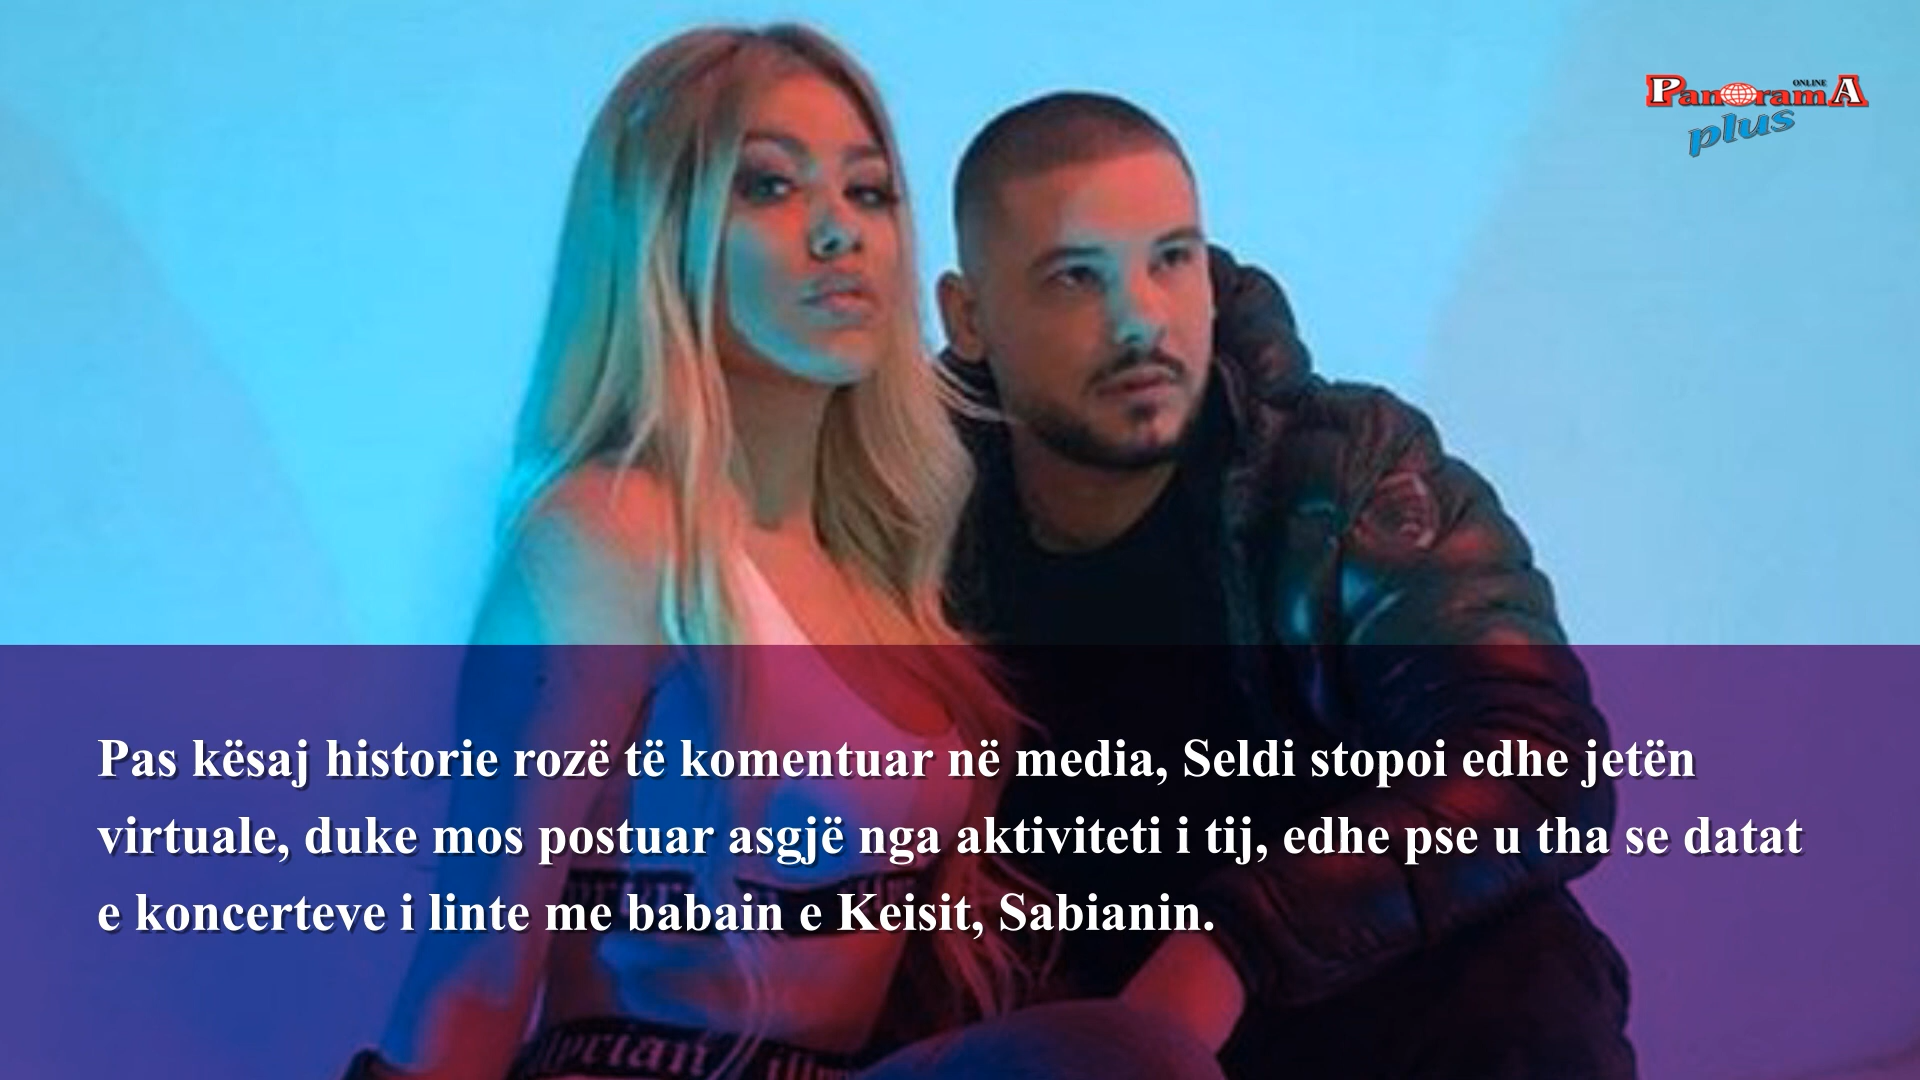 PanoramA
ONLINE
plus
Pas kësaj historie rozë të komentuar në media, Seldi stopoi edhe jetën
virtuale, duke mos postuar asgjë nga aktiviteti i tij, edhe pse u tha se datat
e koncerteve i linte me babain e Keisit, Sabianin.
lyrian